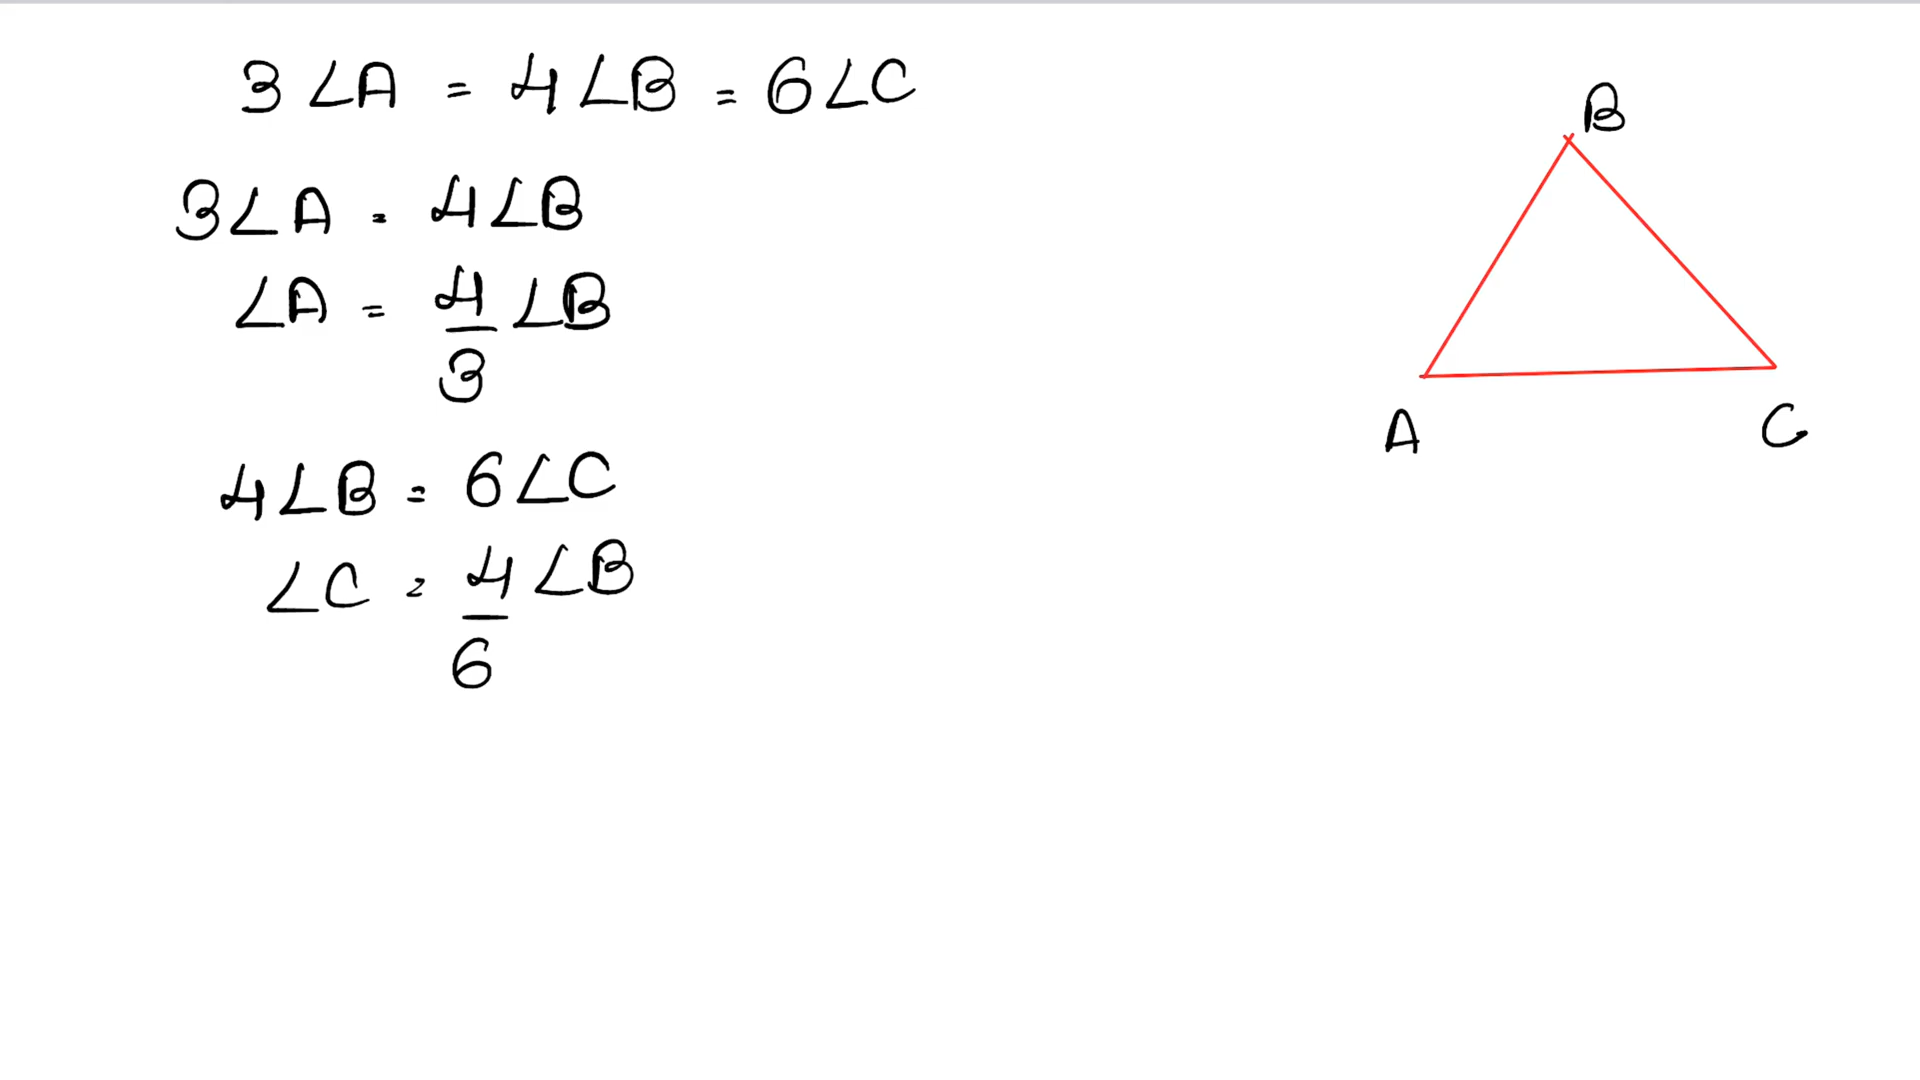 3 ∠A = 4∠B = 6∠C
3∠A = 4∠B
∠A = 4/3 ∠B
4∠B = 6∠C
∠C = 4/6 ∠B
B
A
C